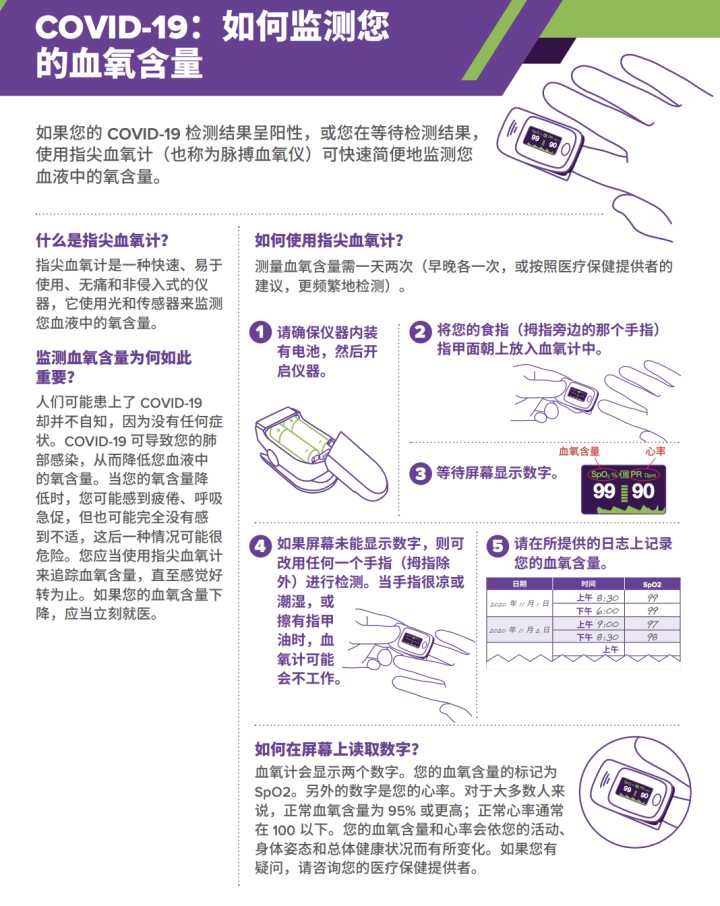 COVID-19：如何监测您
的血氧含量
如果您的 COVID-19 检测结果呈阳性，或您在等待检测结果，
使用指尖血氧计（也称为脉搏血氧仪）可快速简便地监测您
血液中的氧含量。
什么是指尖血氧计？
指尖血氧计是一种快速、易于
使用、无痛和非侵入式的仪
器，它使用光和传感器来监测
您血液中的氧含量。
监测血氧含量为何如此
重要？
人们可能患上了 COVID-19
却并不自知，因为没有任何症
状。COVID-19 可导致您的肺
部感染，从而降低您血液中
的氧含量。当您的氧含量降
低时，您可能感到疲倦、呼吸
急促，但也可能完全没有感
到不适，这后一种情况可能很
危险。您应当使用指尖血氧计
来追踪血氧含量，直至感觉好
转为止。如果您的血氧含量下
降，应当立刻就医。
如何使用指尖血氧计？
测量血氧含量需一天两次（早晚各一次，或按照医疗保健提供者的
建议，更频繁地检测）。
1 请确保仪器内装
有电池，然后开
启仪器。
2 将您的食指（拇指旁边的那个手指）
指甲面朝上放入血氧计中。
3 等待屏幕显示数字。
血氧含量 心率
SpO2 % PR bpm
99 90
4 如果屏幕未能显示数字，则可
改用任何一个手指（拇指除
外）进行检测。当手指很凉或
潮湿，或
擦有指甲
油时，血
氧计可能
会不工作。
5 请在所提供的日志上记录
您的血氧含量。
日期 时间 SpO2
2020 年 11 月 1 日 上午 8:30 99
下午 6:00 99
2020 年 11 月 2 日 上午 9:00 97
下午 8:30 98
上午
如何在屏幕上读取数字？
血氧计会显示两个数字。您的血氧含量的标记为
SpO2。另外的数字是您的心率。对于大多数人来
说，正常血氧含量为 95% 或更高；正常心率通常
在 100 以下。您的血氧含量和心率会依您的活动、
身体姿态和总体健康状况而有所变化。如果您有
疑问，请咨询您的医疗保健提供者。
99 90